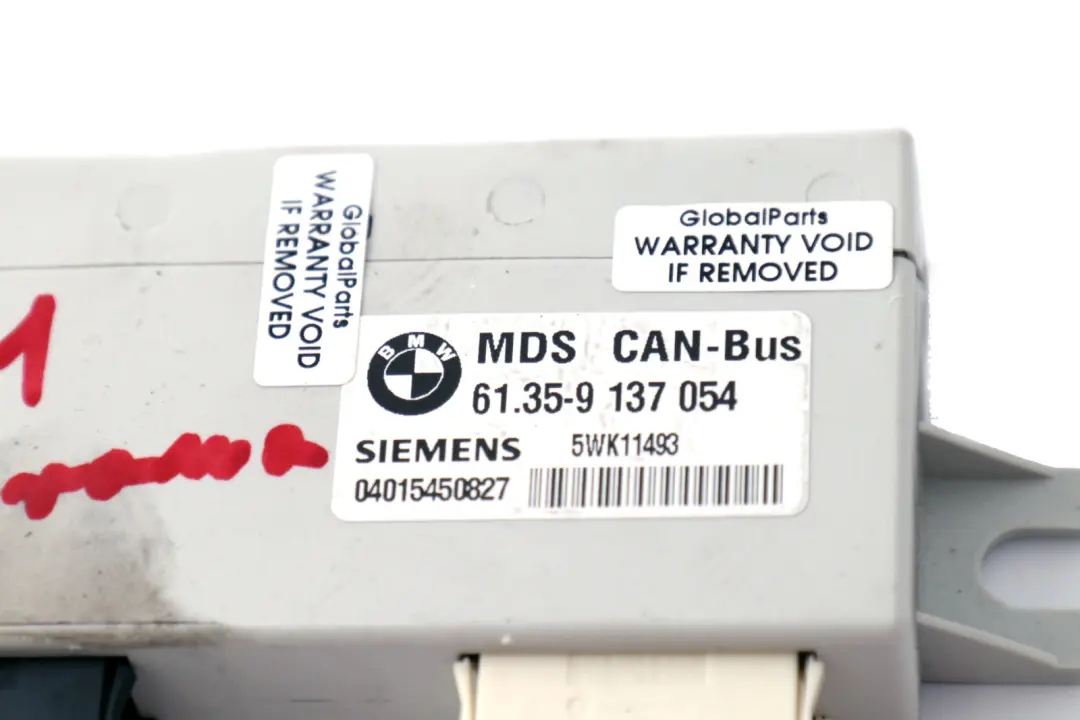 GlobalParts
WARRANTY VOID
IF REMOVED
GlobalParts
WARRANTY VOID
IF REMOVED
BMW
MDS CAN-Bus
61.35-9 137 054
SIEMENS 5WK11493
04015450827
1